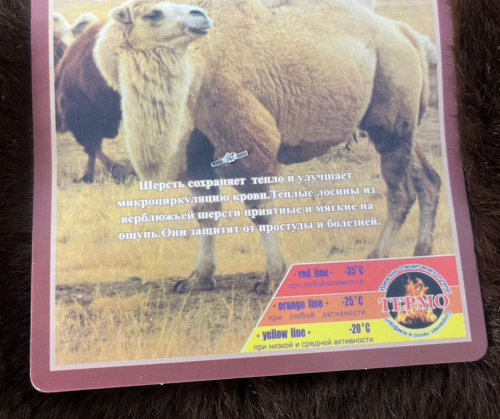 Шерсть сохраняет тепло и улучшает
микроциркуляцию крови.Теплые лосины из
верблюжьей шерсти приятные и мягкие на
ощупь.Они защитят от простуды и болезней.
· red line · -35°C
при любойактивности
· orange line · -25°C
при любой активности
· yellow line · -20°C
при низкой и средней активности
ТЕРМО